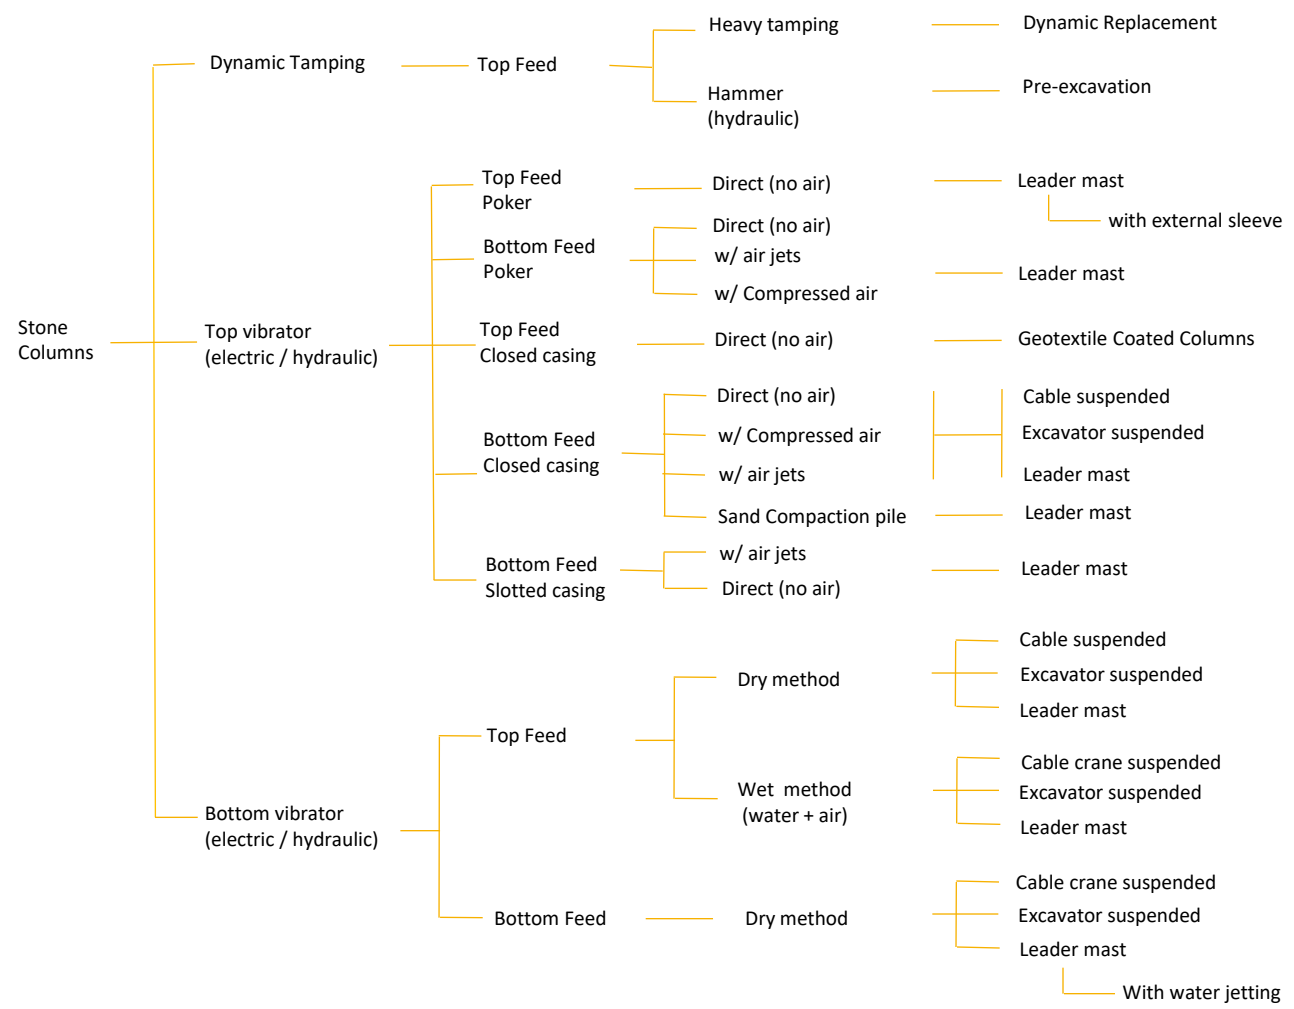 Stone
Columns
Dynamic Tamping
Top Feed
Heavy tamping
Dynamic Replacement
Hammer
(hydraulic)
Pre-excavation
Top vibrator
(electric / hydraulic)
Top Feed
Poker
Direct (no air)
Leader mast
with external sleeve
Bottom Feed
Poker
Direct (no air)
w/ air jets
w/ Compressed air
Leader mast
Top Feed
Closed casing
Direct (no air)
Geotextile Coated Columns
Bottom Feed
Closed casing
Direct (no air)
w/ Compressed air
w/ air jets
Cable suspended
Excavator suspended
Leader mast
Sand Compaction pile
Leader mast
Bottom Feed
Slotted casing
w/ air jets
Direct (no air)
Leader mast
Bottom vibrator
(electric / hydraulic)
Top Feed
Dry method
Cable suspended
Excavator suspended
Leader mast
Wet method
(water + air)
Cable crane suspended
Excavator suspended
Leader mast
Bottom Feed
Dry method
Cable crane suspended
Excavator suspended
Leader mast
With water jetting